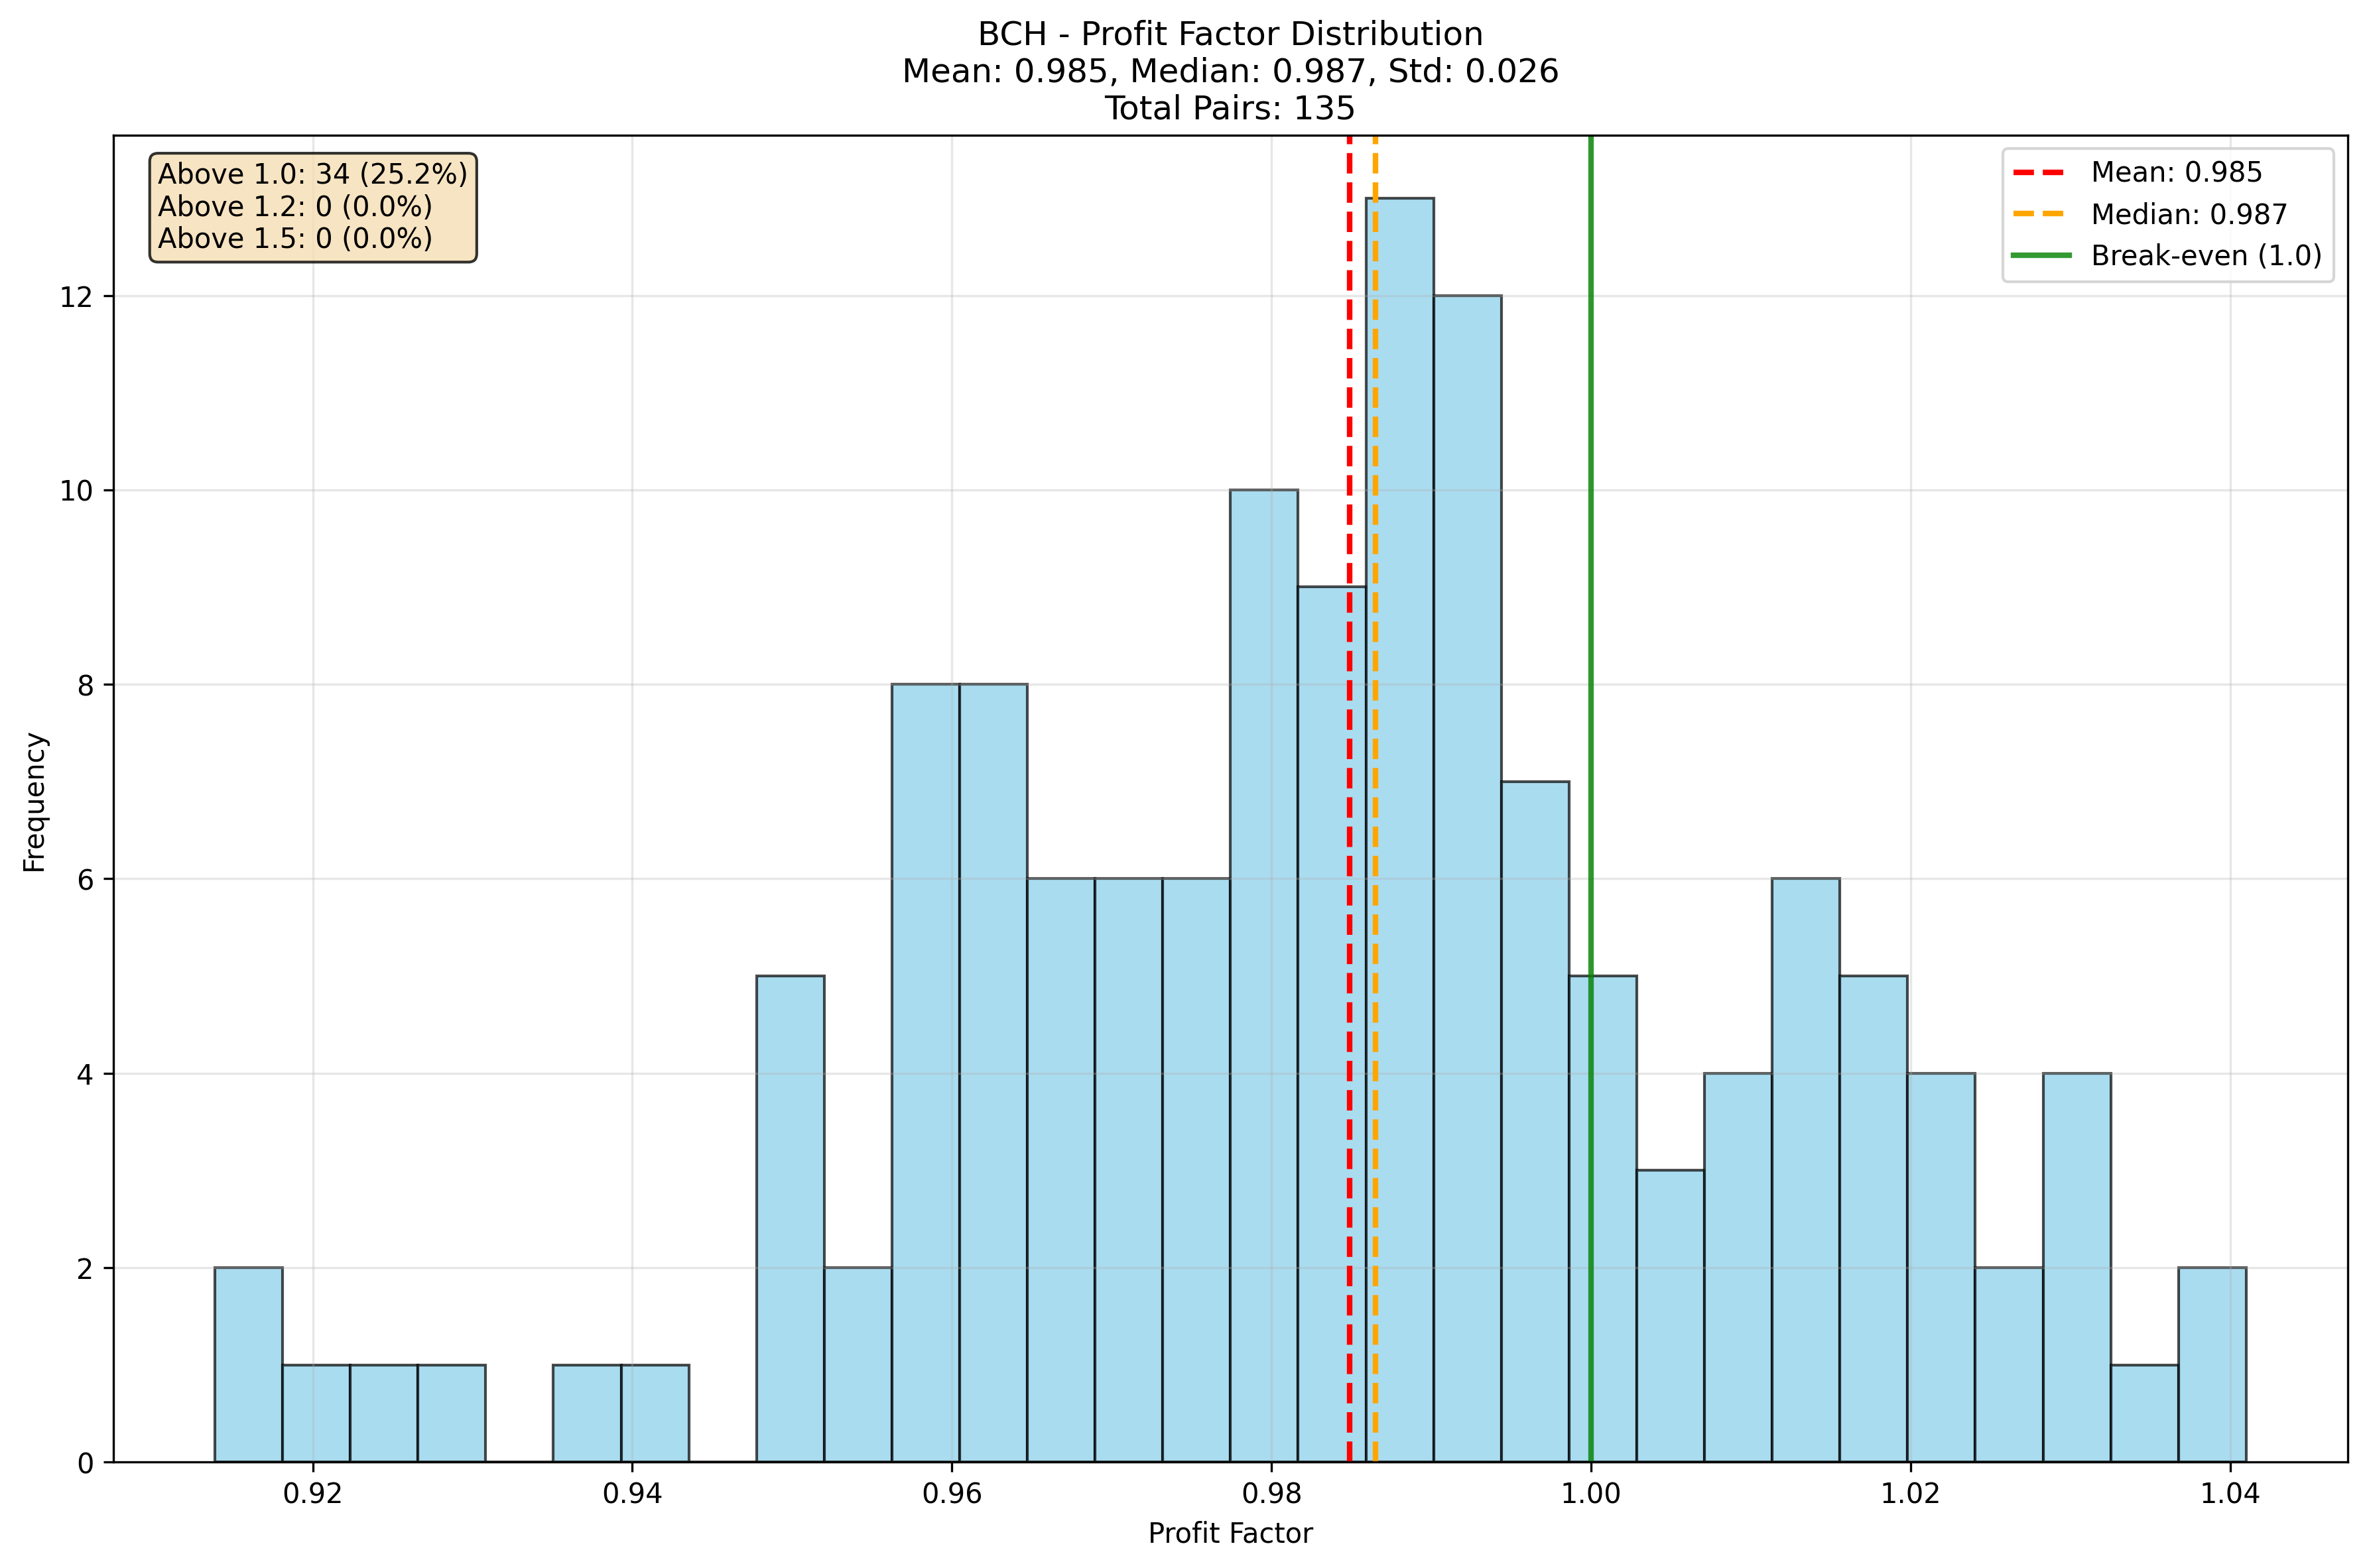 BCH - Profit Factor Distribution
Mean: 0.985, Median: 0.987, Std: 0.026
Total Pairs: 135
Above 1.0: 34 (25.2%)
Above 1.2: 0 (0.0%)
Above 1.5: 0 (0.0%)
Mean: 0.985
Median: 0.987
Break-even (1.0)
Frequency
12
10
8
6
4
2
0
0.92 0.94 0.96 0.98 1.00 1.02 1.04
Profit Factor